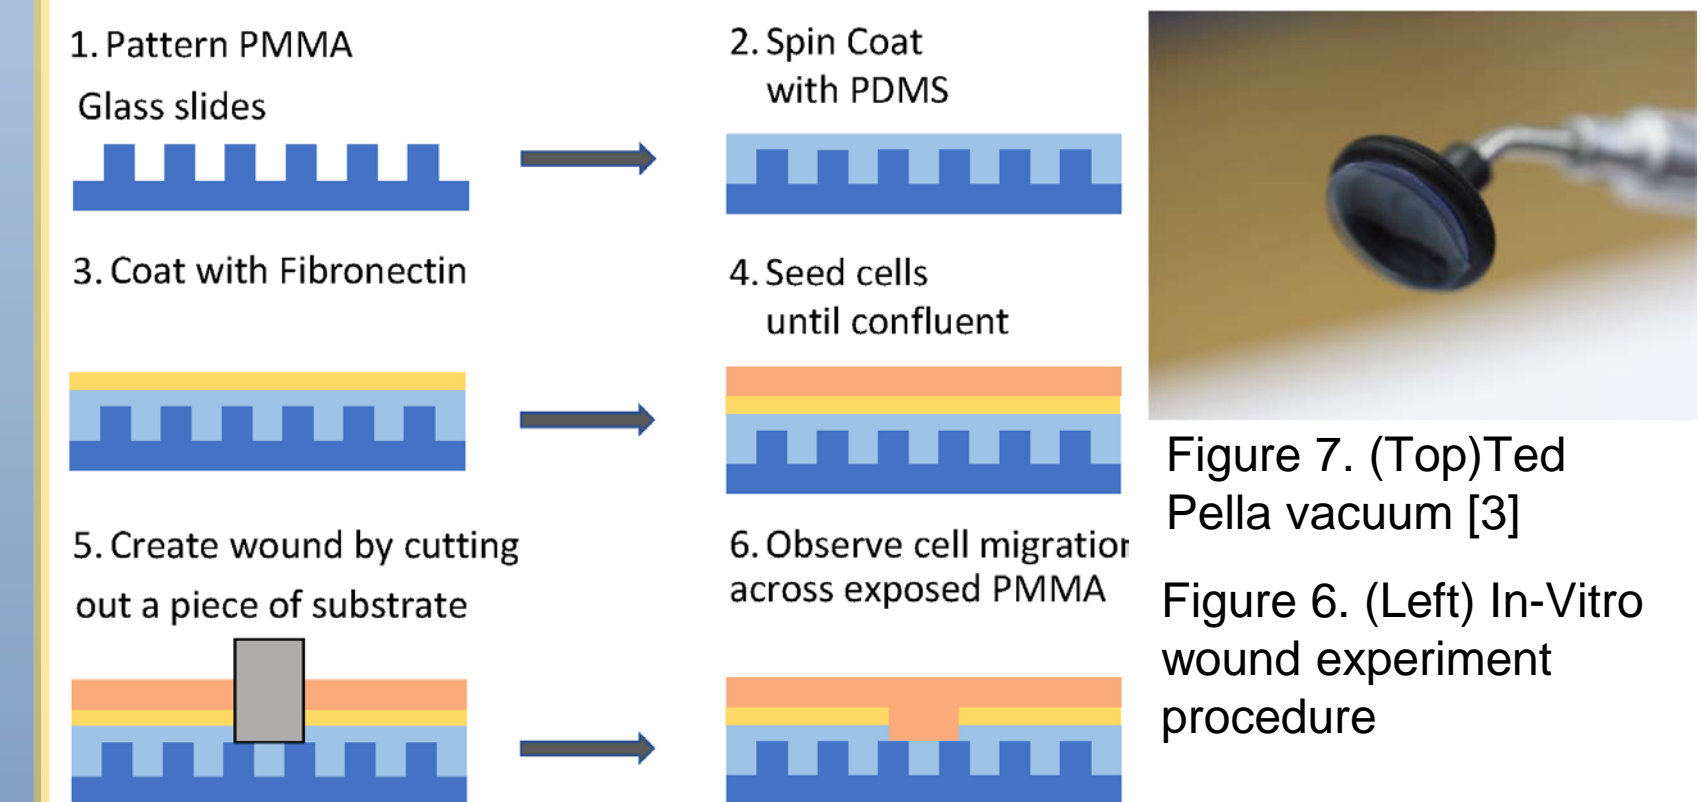 1. Pattern PMMA
Glass slides
2. Spin Coat
with PDMS
3. Coat with Fibronectin
4. Seed cells
until confluent
5. Create wound by cutting
out a piece of substrate
6. Observe cell migration
across exposed PMMA
Figure 7. (Top)Ted
Pella vacuum [3]
Figure 6. (Left) In-Vitro
wound experiment
procedure